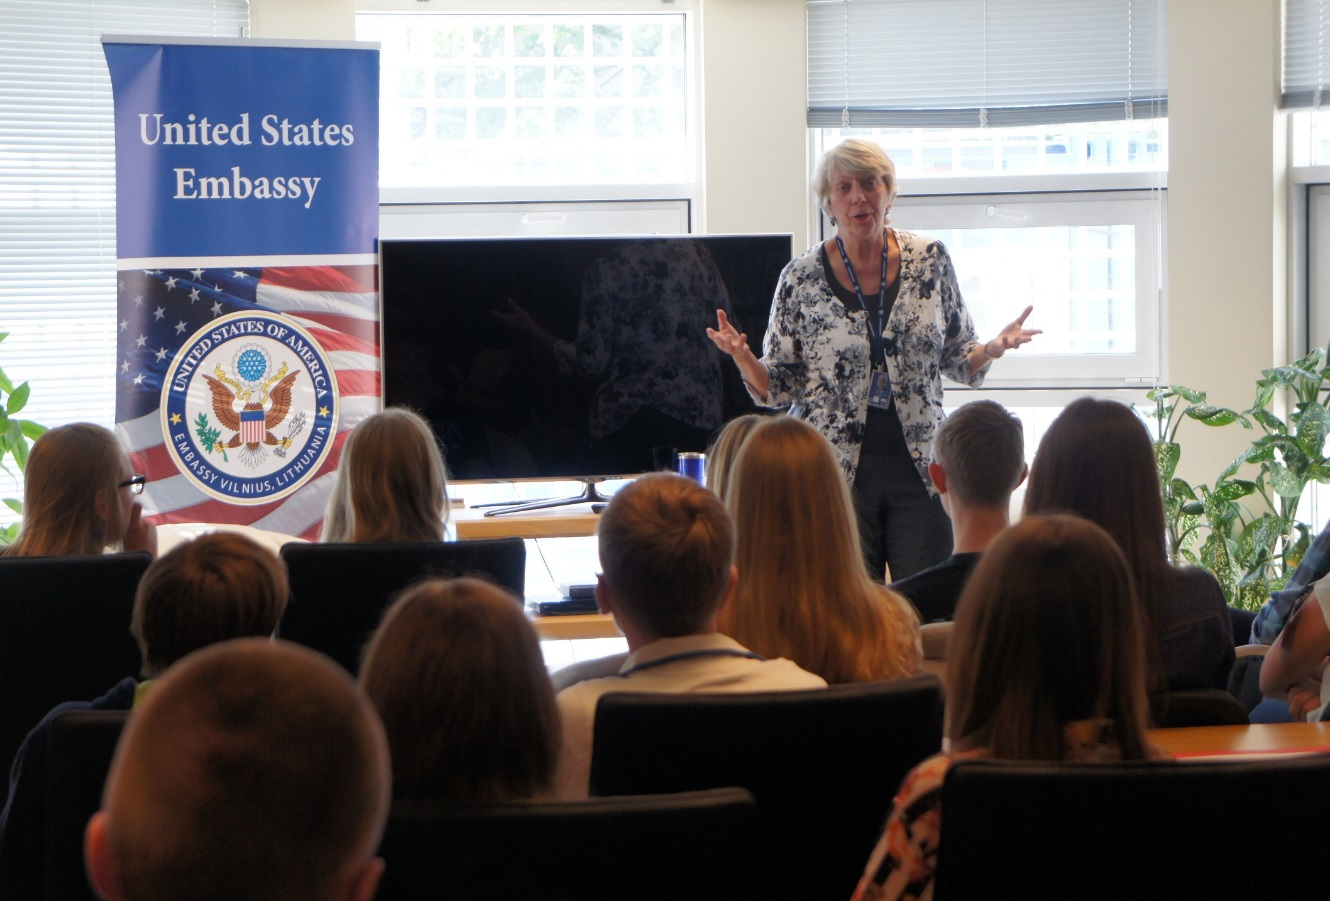 United States
Embassy
UNITED STATES OF AMERICA
EMBASSY VILNIUS, LITHUANIA